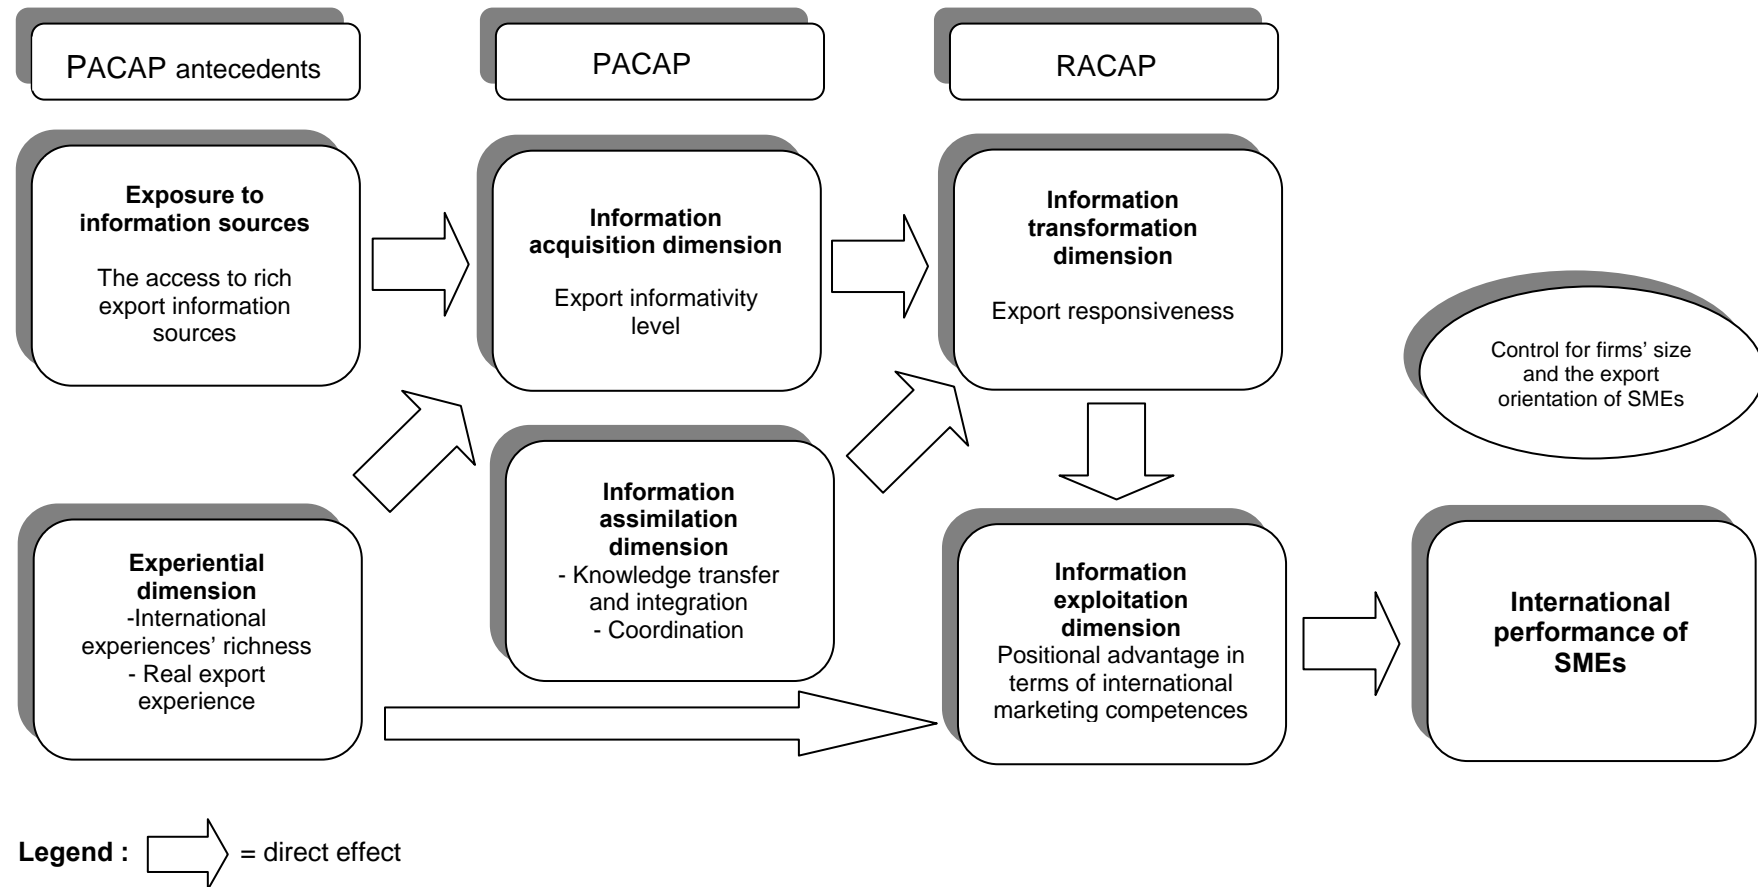 PACAP antecedents
PACAP
RACAP
Exposure to
information sources
The access to rich
export information
sources
Information
acquisition dimension
Export informativity
level
Information
transformation
dimension
Export responsiveness
Control for firms’ size
and the export
orientation of SMEs
Experiential
dimension
-International
experiences’ richness
- Real export
experience
Information
assimilation
dimension
- Knowledge transfer
and integration
- Coordination
Information
exploitation
dimension
Positional advantage in
terms of international
marketing competences
International
performance of
SMEs
Legend : = direct effect